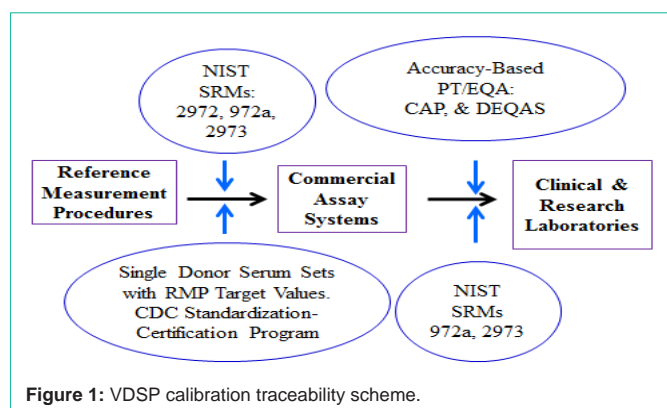 NIST
SRMs:
2972, 972a,
2973
Accuracy-Based
PT/EQA:
CAP, & DEQAS
Reference
Measurement
Procedures
Commercial
Assay
Systems
Clinical &
Research
Laboratories
Single Donor Serum Sets
with RMP Target Values.
CDC Standardization-
Certification Program
NIST
SRMs
972a, 2973
Figure 1: VDSP calibration traceability scheme.